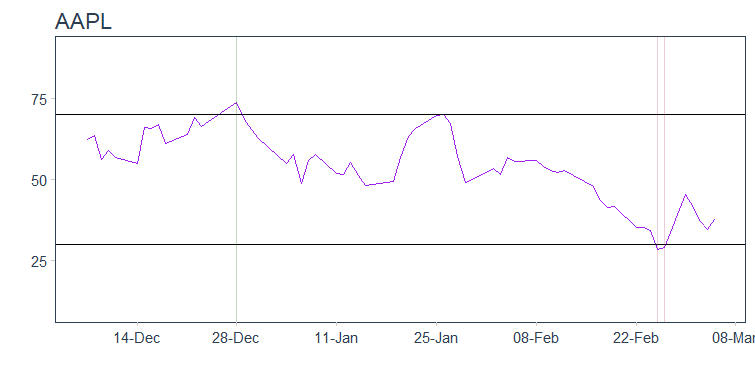 AAPL
75
50
25
14-Dec
28-Dec
11-Jan
25-Jan
08-Feb
22-Feb
08-Mar